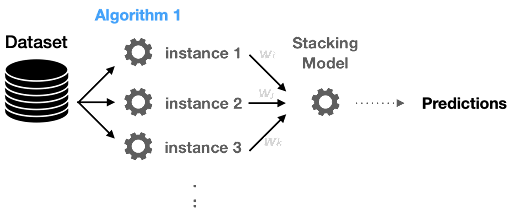 Algorithm 1
Dataset
instance 1
instance 2
instance 3
wi
wj
wk
Stacking
Model
Predictions